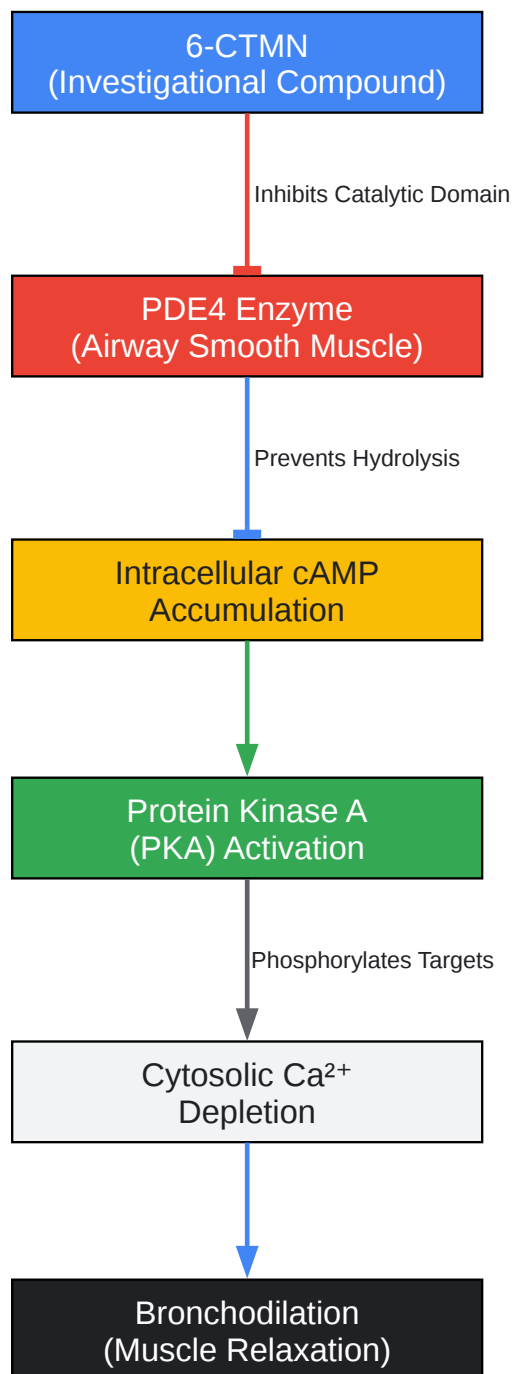 6-CTMN
(Investigational Compound)
Inhibits Catalytic Domain
PDE4 Enzyme
(Airway Smooth Muscle)
Prevents Hydrolysis
Intracellular cAMP
Accumulation
Protein Kinase A
(PKA) Activation
Phosphorylates Targets
Cytosolic Ca²⁺
Depletion
Bronchodilation
(Muscle Relaxation)